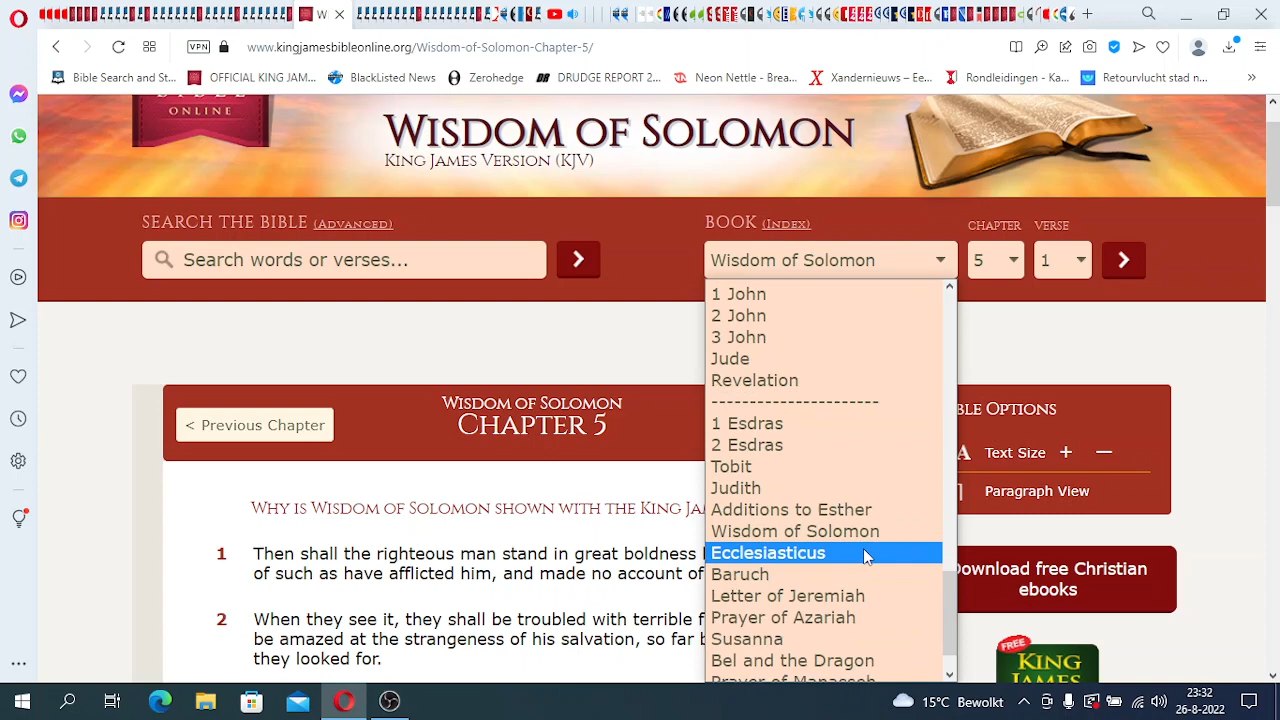 www.kingjamesbibleonline.org/Wisdom-of-Solomon-Chapter-5/
VPN
Bible Search and St...
OFFICIAL KING JAM...
BlackListed News
Zerohedge
DRUDGE REPORT 2...
Neon Nettle - Brea...
Xandernieuws – Ee...
Rondleidingen - Ka...
Retourvlucht stad n...
ONLINE
Wisdom of Solomon
King James Version (KJV)
SEARCH THE BIBLE (Advanced)
Search words or verses...
BOOK (Index)
CHAPTER
VERSE
Wisdom of Solomon
5
1
1 John
2 John
3 John
Jude
Revelation
----------------------
1 Esdras
2 Esdras
Tobit
Judith
Additions to Esther
Wisdom of Solomon
Ecclesiasticus
Baruch
Letter of Jeremiah
Prayer of Azariah
Susanna
Bel and the Dragon
Prayer of Manasseh
< Previous Chapter
Wisdom of Solomon
CHAPTER 5
Why is Wisdom of Solomon shown with the King
1 Then shall the righteous man stand in great boldness
of such as have afflicted him, and made no account of
2 When they see it, they shall be troubled with terrible
be amazed at the strangeness of his salvation, so far
they looked for.
Options
A Text Size + —
Paragraph View
Download free Christian
ebooks
FREE
KING
JAMES
15°C Bewolkt
23:32
26-8-2022